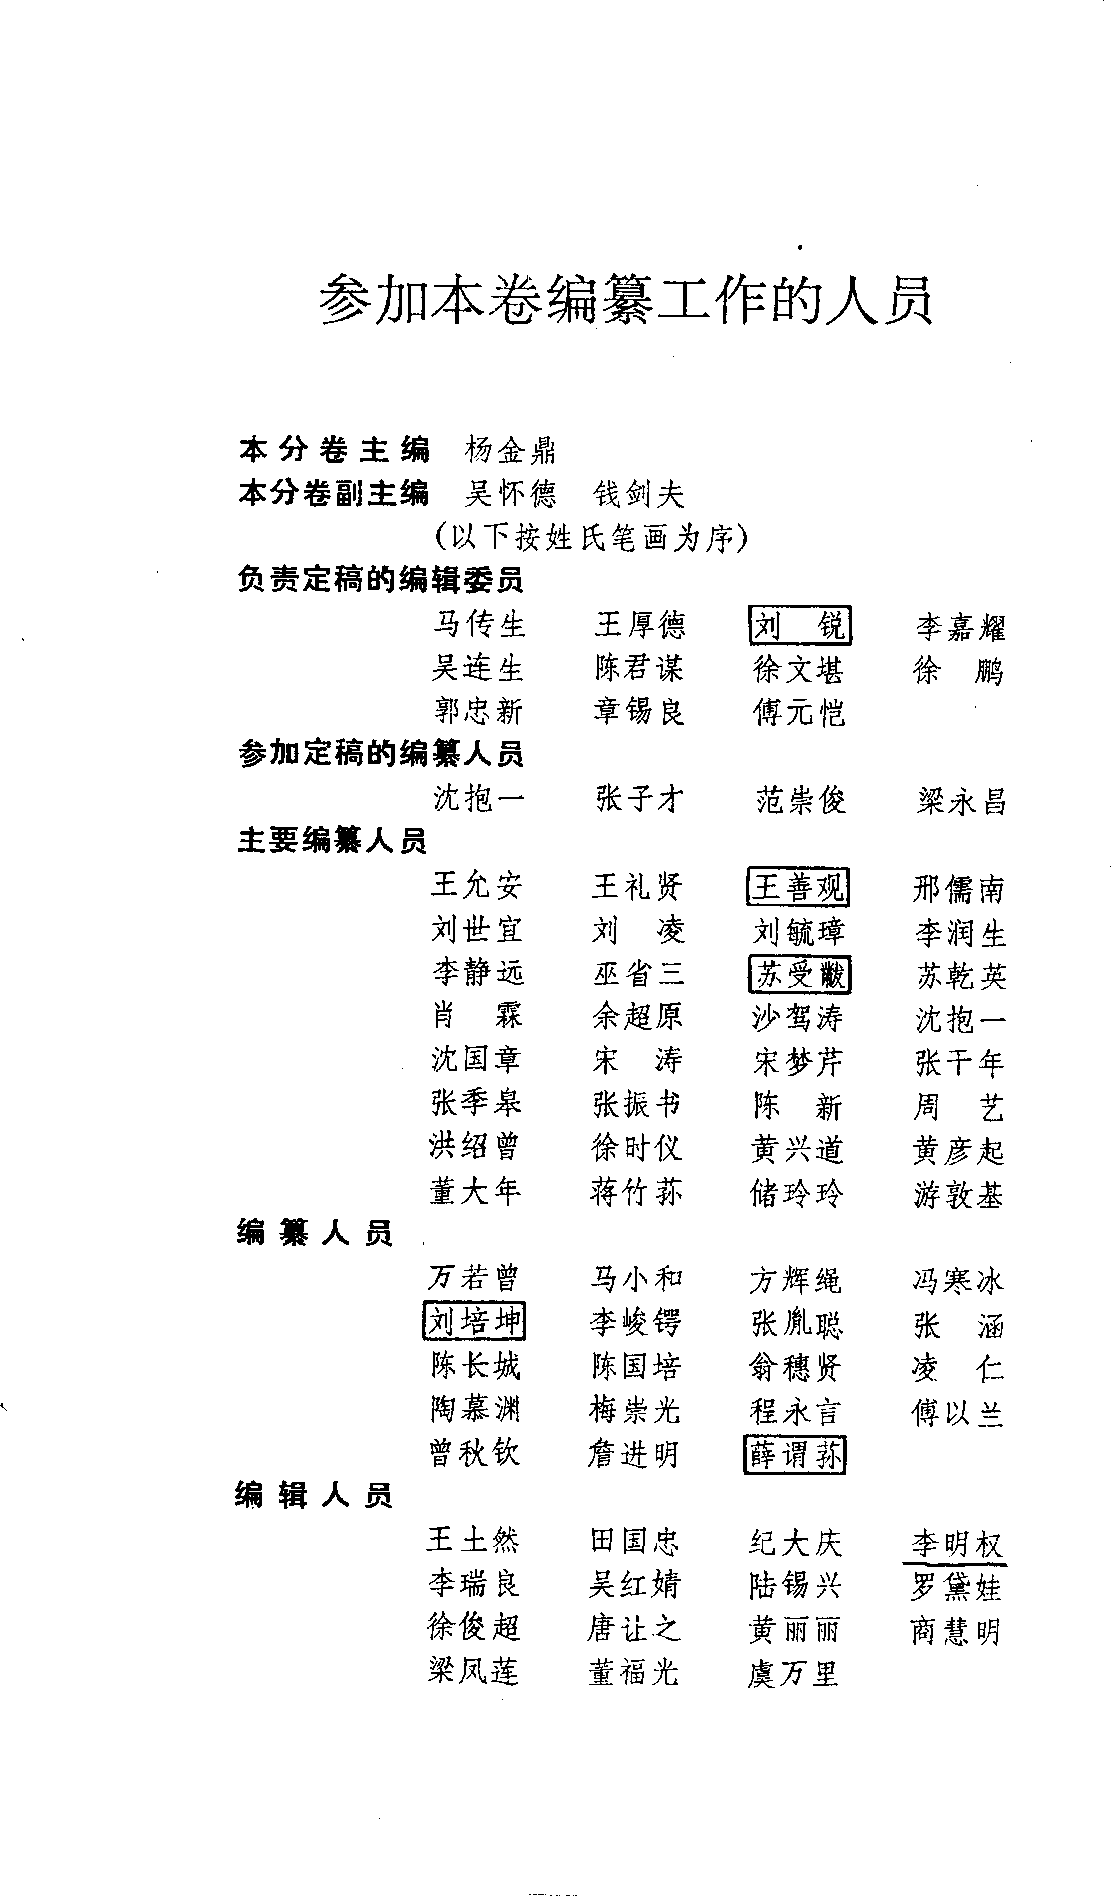 参加本卷编纂工作的人员
本分卷主编 杨金鼎
本分卷副主编 吴怀德 钱剑夫
(以下按姓氏笔画为序)
负责定稿的编辑委员
马传生 王厚德 刘 锐 李嘉耀
吴连生 陈君谋 徐文堪 徐 鹏
郭忠新 章锡良 傅元恺
参加定稿的编纂人员
沈抱一 张子才 范崇俊 梁永昌
主要编纂人员
王允安 王礼贤 王善观 邢儒南
刘世宜 刘 凌 刘毓璋 李润生
李静远 巫省三 苏受黻 苏乾英
肖 霖 余超原 沙驾涛 沈抱一
沈国章 宋 涛 宋梦芹 张干年
张季皋 张振书 陈 新 周 艺
洪绍曾 徐时仪 黄兴道 黄彦起
董大年 蒋竹荪 储玲玲 游敦基
编纂人员
万若曾 马小和 方辉绳 冯寒冰
刘培坤 李峻锷 张胤聪 张 涵
陈长城 陈国培 翁穗贤 凌 仁
陶慕渊 梅崇光 程永言 傅以兰
曾秋钦 詹进明 薛谓荪
编辑人员
王土然 田国忠 纪大庆 李明权
李瑞良 吴红婧 陆锡兴 罗黛娃
徐俊超 唐让之 黄丽丽 商慧明
梁凤莲 董福光 虞万里